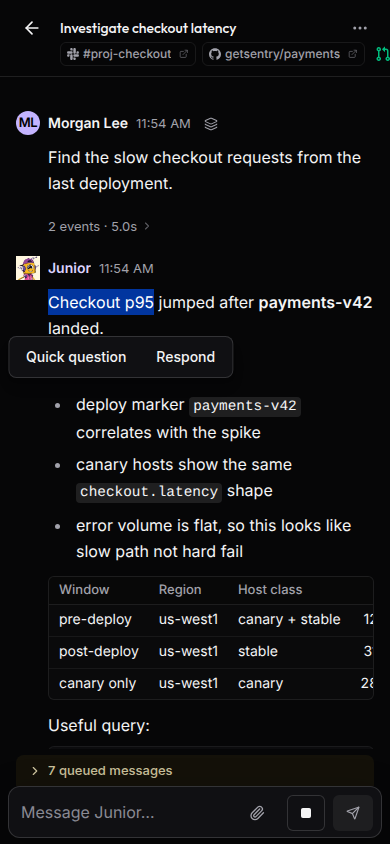 Investigate checkout latency
#proj-checkout getsentry/payments
ML Morgan Lee 11:54 AM
Find the slow checkout requests from the
last deployment.
2 events · 5.0s
Junior 11:54 AM
Checkout p95 jumped after payments-v42
landed.
Quick question Respond
deploy marker payments-v42
correlates with the spike
canary hosts show the same
checkout.latency shape
error volume is flat, so this looks like
slow path not hard fail
Window Region Host class
pre-deploy us-west1 canary + stable 12
post-deploy us-west1 stable
canary only us-west1 canary 28
Useful query:
7 queued messages
Message Junior...